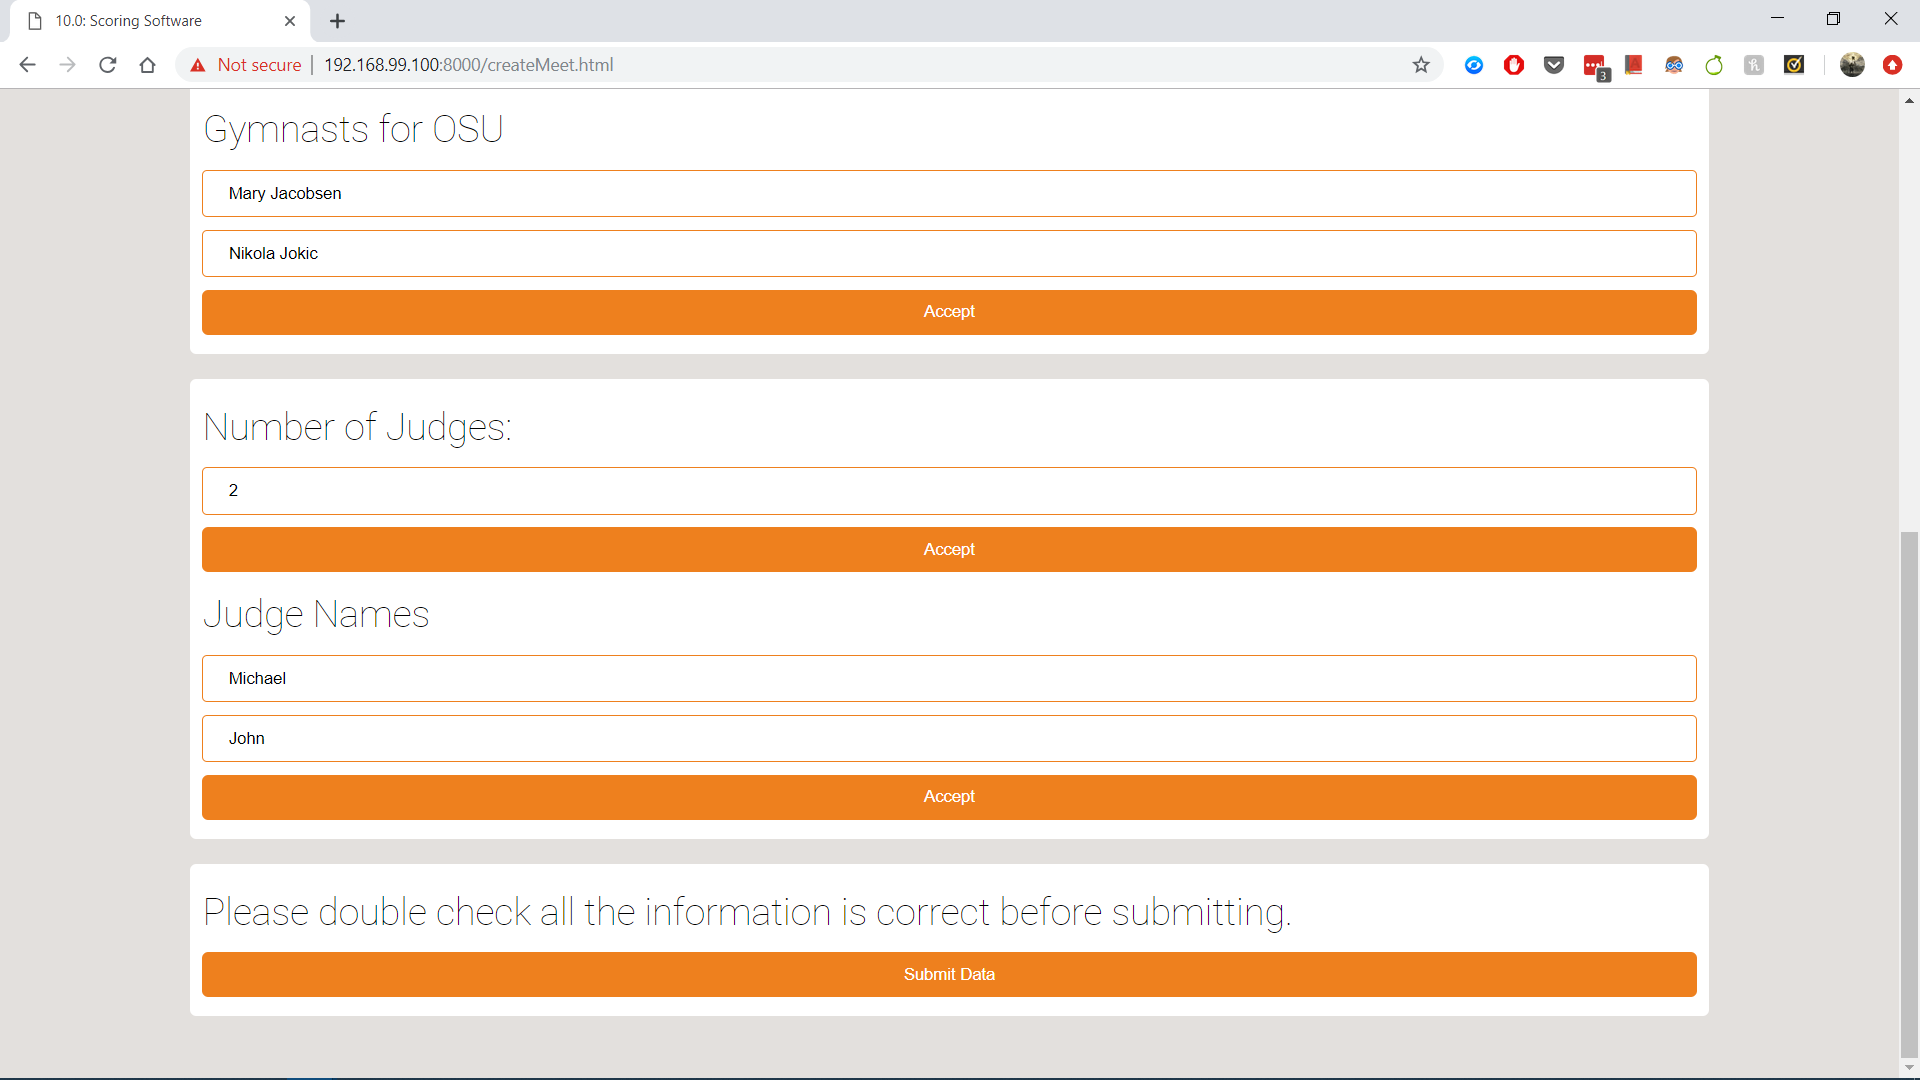 10.0: Scoring Software
Not secure 192.168.99.100:8000/createMeet.html
3
Gymnasts for OSU
Mary Jacobsen
Nikola Jokic
Accept
Number of Judges:
2
Accept
Judge Names
Michael
John
Accept
Please double check all the information is correct before submitting.
Submit Data